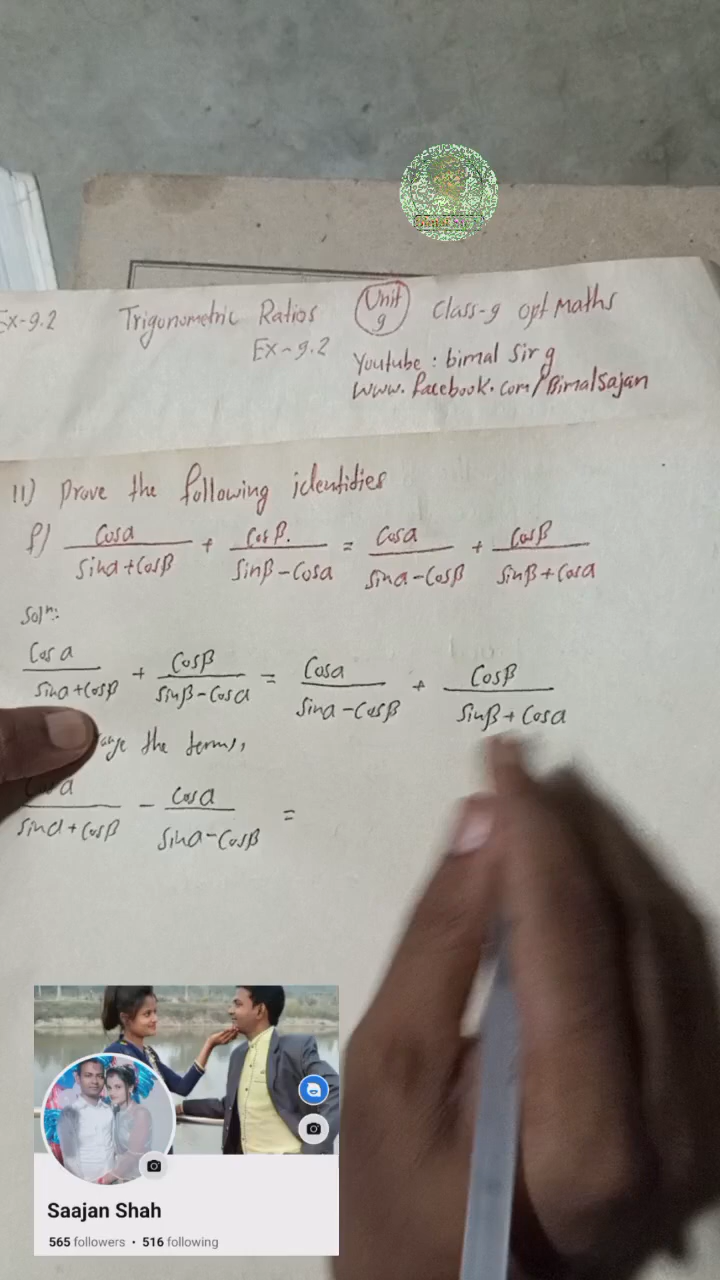 Ex-9.2 Trigonometric Ratios Unit 9 Class-9 opt Maths
Ex-9.2 Youtube : bimal Sir g
www.facebook.com/BimalSajan
11) Prove the following identities
f) Cosα/(Sinα+Cosβ) + Cosβ./(Sinβ-Cosα) = Cosα/(Sinα-Cosβ) + Cosβ/(Sinβ+Cosα)
Solⁿ:
Cosα/(Sinα+Cosβ) + Cosβ/(Sinβ-Cosα) = Cosα/(Sinα-Cosβ) + Cosβ/(Sinβ+Cosα)
the terms,
Cosα/(Sinα+Cosβ) - Cosα/(Sinα-Cosβ) =
Saajan Shah
565 followers • 516 following